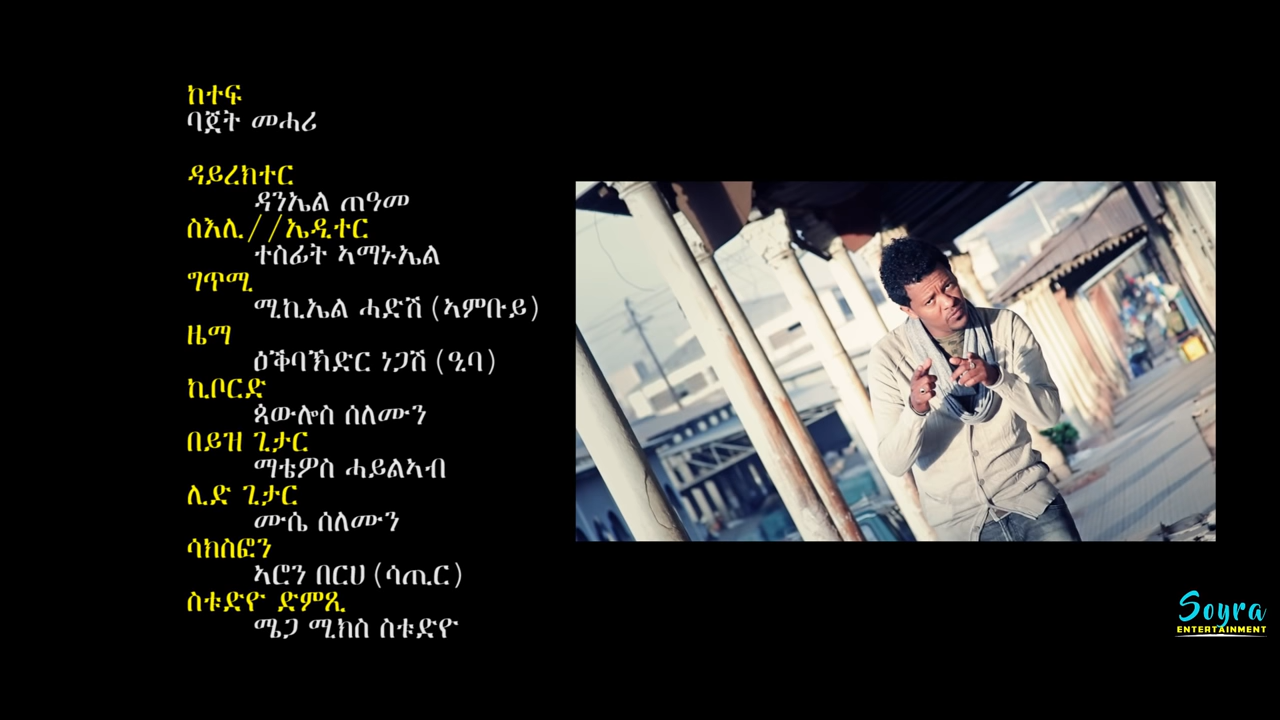 ከተፍ
ባጀት መሓሪ
ዳይረክተር
ዳንኤል ጠዓመ
ስእሊ//ኤዲተር
ተስፊት ኣማኑኤል
ግጥሚ
ሚኪኤል ሓድሽ (ኣምቡይ)
ዜማ
ዕቕባኽድር ነጋሽ (ዒባ)
ኪቦርድ
ጳውሎስ ሰለሙን
በይዝ ጊታር
ማቴዎስ ሓይልኣብ
ሊድ ጊታር
ሙሴ ሰለሙን
ሳክስፎን
ኣሮን በርሀ (ሳጢር)
ስቱድዮ ድምጺ
ሜጋ ሚክስ ስቱድዮ
Soyra
ENTERTAINMENT